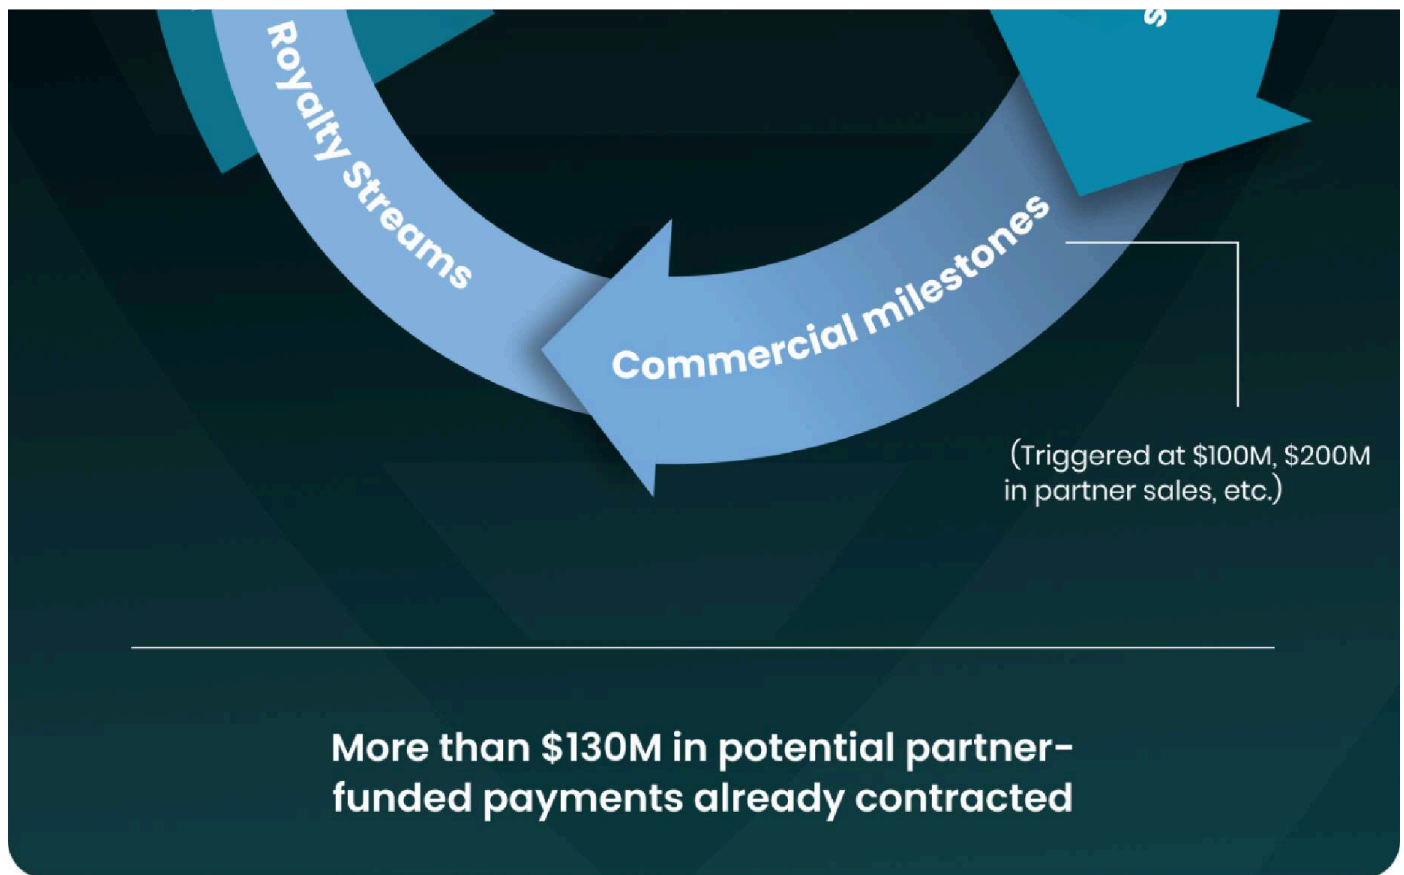 s
Royalty Streams
Commercial milestones
(Triggered at $100M, $200M
in partner sales, etc.)
More than $130M in potential partner-
funded payments already contracted